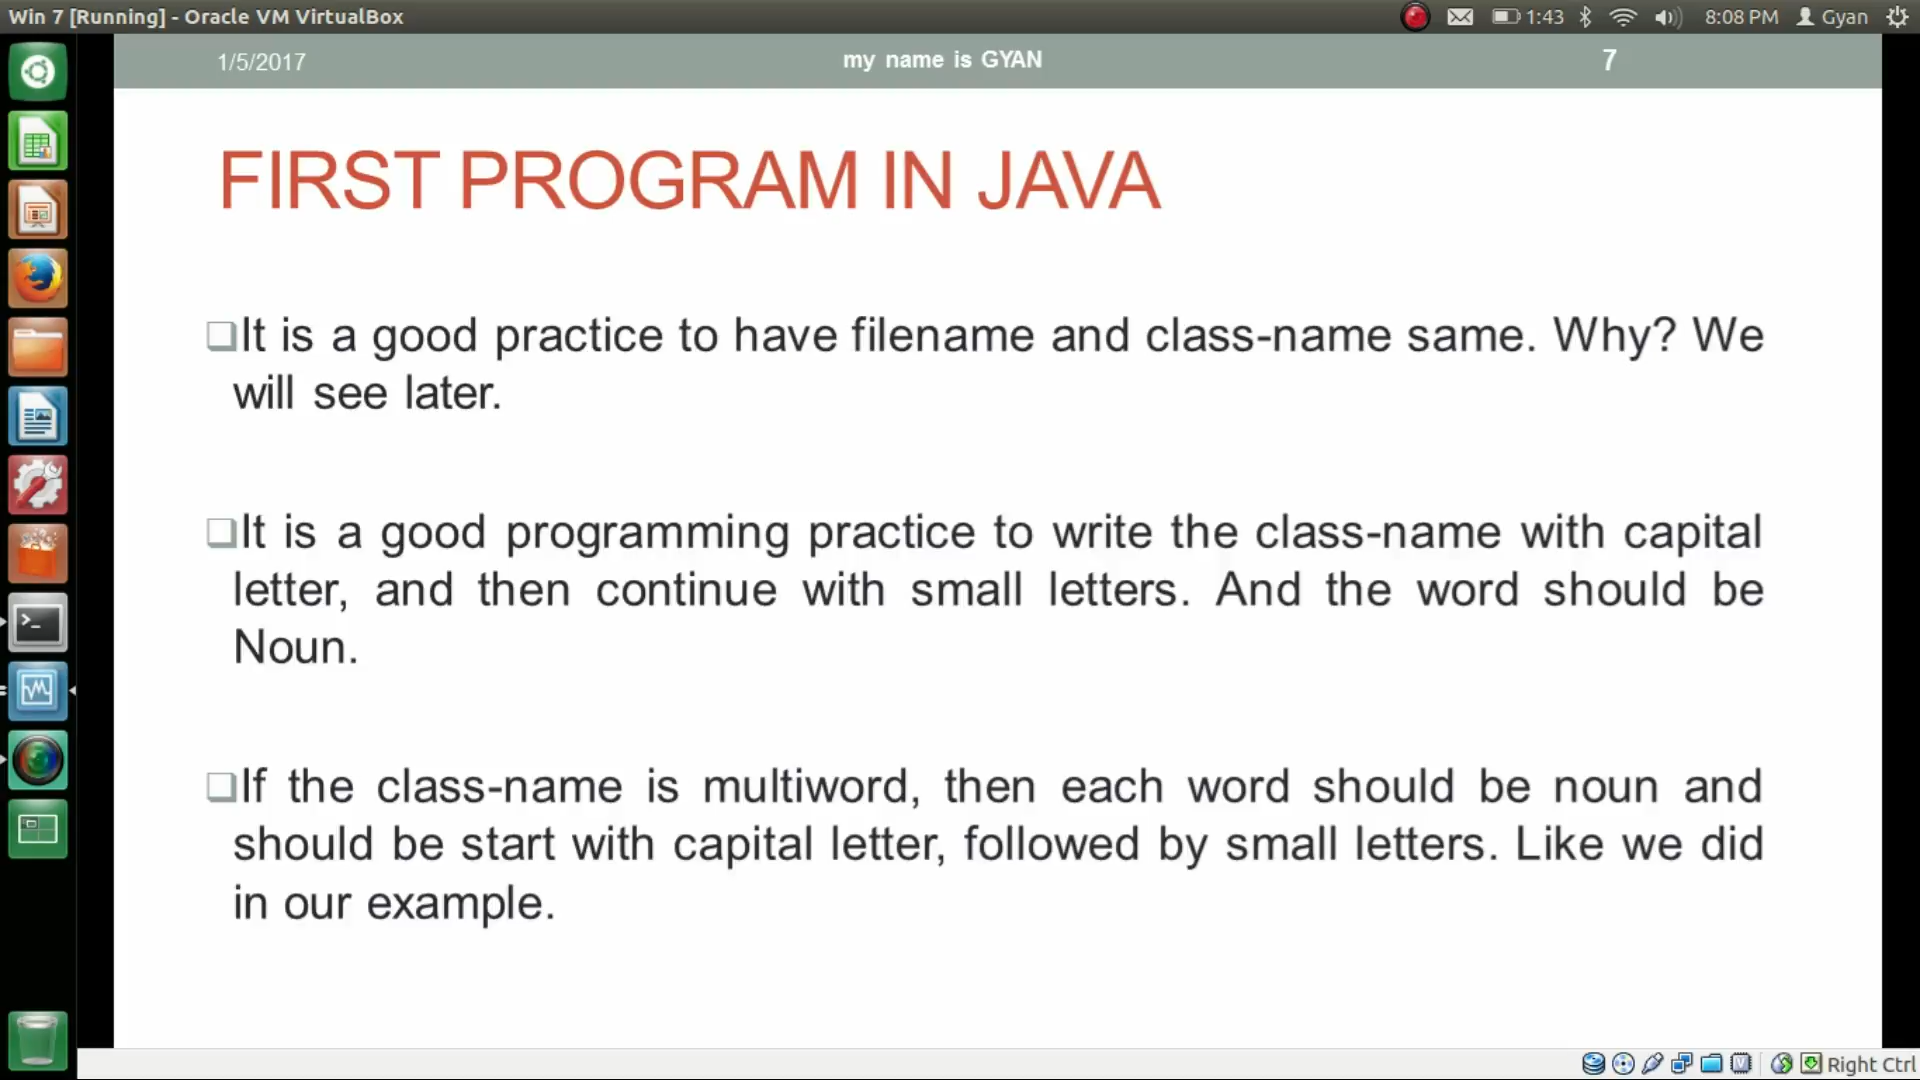 Win 7 [Running] - Oracle VM VirtualBox
1:43
8:08 PM
Gyan
1/5/2017
my name is GYAN
7
FIRST PROGRAM IN JAVA
It is a good practice to have filename and class-name same. Why? We
will see later.
It is a good programming practice to write the class-name with capital
letter, and then continue with small letters. And the word should be
Noun.
If the class-name is multiword, then each word should be noun and
should be start with capital letter, followed by small letters. Like we did
in our example.
Right Ctrl